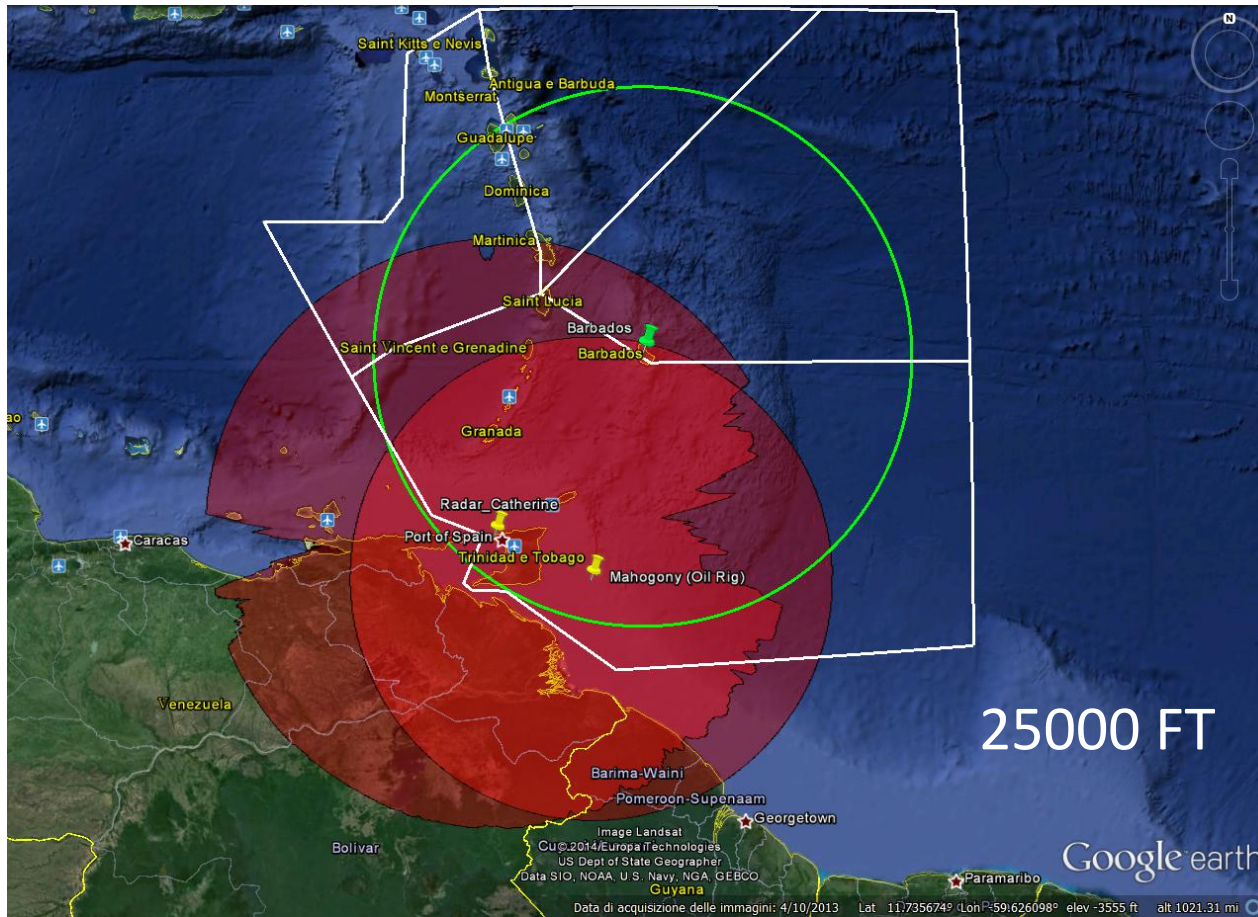 N
Saint Kitts e Nevis
Antigua e Barbuda
Montserrat
Guadalupe
Dominica
Martinica
Saint Lucia
Barbados
Saint Vincent e Grenadine
Barbados
ao
Granada
Radar_Catherine
Port of Spain
Caracas
Trinidad e Tobago
Mahogony (Oil Rig)
Venezuela
25000 FT
Barima-Waini
Pomeroon-Supenaam
Georgetown
Image Landsat
Bolivar
© 2014 Europa Technologies
US Dept of State Geographer
Data SIO, NOAA, U.S. Navy, NGA, GEBCO
Google earth
Paramaribo
Guyana
Data di acquisizione delle immagini: 4/10/2013 Lat 11.735674° Lon -59.626098° elev -3555 ft alt 1021.31 mi